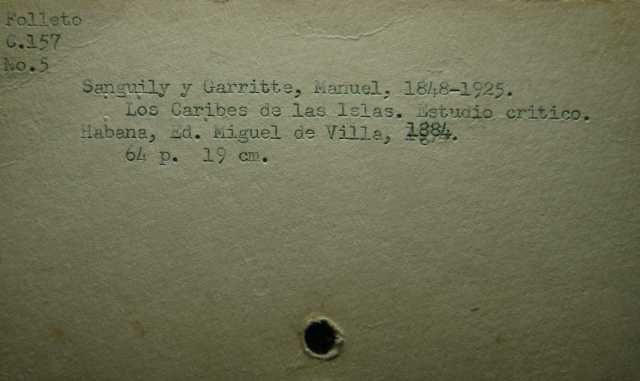 Folleto
C.157
No.5
Sanguily y Garritte, Manuel, 1848-1925.
Los Caribes de las Islas. Estudio critico.
Habana, Ed. Miguel de Villa, 1884.
64 p. 19 cm.